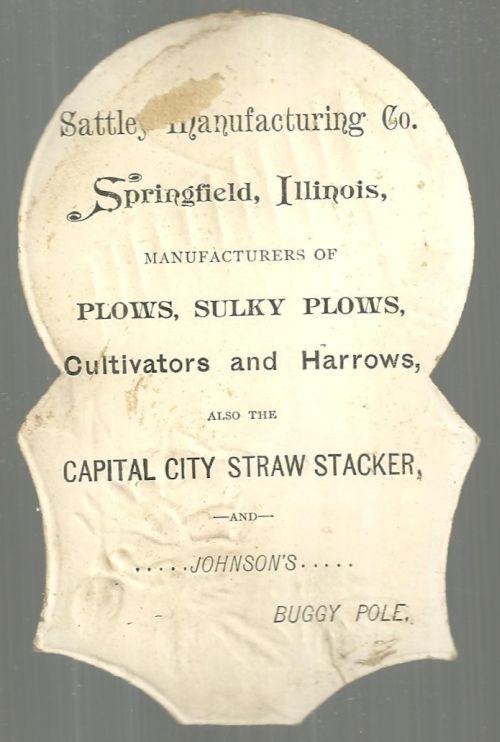 Sattley Manufacturing Co.
Springfield, Illinois,
MANUFACTURERS OF
PLOWS, SULKY PLOWS,
Cultivators and Harrows,
ALSO THE
CAPITAL CITY STRAW STACKER,
—AND—
.....JOHNSON'S.....
BUGGY POLE,